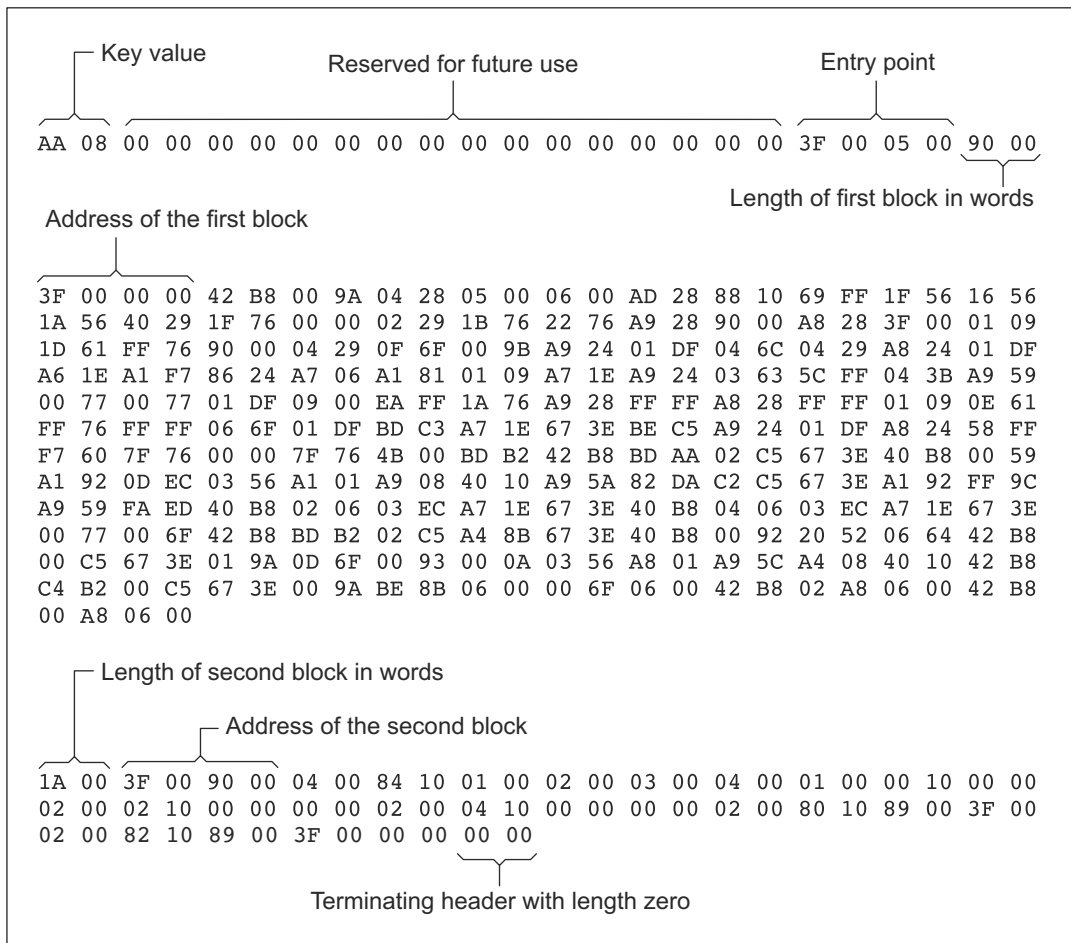 Key value
Reserved for future use
Entry point
AA 08 00 00 00 00 00 00 00 00 00 00 00 00 00 00 00 00 3F 00 05 00 90 00
Length of first block in words
Address of the first block
3F 00 00 00 42 B8 00 9A 04 28 05 00 06 00 AD 28 88 10 69 FF 1F 56 16 56
1A 56 40 29 1F 76 00 00 02 29 1B 76 22 76 A9 28 90 00 A8 28 3F 00 01 09
1D 61 FF 76 90 00 04 29 0F 6F 00 9B A9 24 01 DF 04 6C 04 29 A8 24 01 DF
A6 1E A1 F7 86 24 A7 06 A1 81 01 09 A7 1E A9 24 03 63 5C FF 04 3B A9 59
00 77 00 77 01 DF 09 00 EA FF 1A 76 A9 28 FF FF A8 28 FF FF 01 09 0E 61
FF 76 FF FF 06 6F 01 DF BD C3 A7 1E 67 3E BE C5 A9 24 01 DF A8 24 58 FF
F7 60 7F 76 00 00 7F 76 4B 00 BD B2 42 B8 BD AA 02 C5 67 3E 40 B8 00 59
A1 92 0D EC 03 56 A1 01 A9 08 40 10 A9 5A 82 DA C2 C5 67 3E A1 92 FF 9C
A9 59 FA ED 40 B8 02 06 03 EC A7 1E 67 3E 40 B8 04 06 03 EC A7 1E 67 3E
00 77 00 6F 42 B8 BD B2 02 C5 A4 8B 67 3E 40 B8 00 92 20 52 06 64 42 B8
00 C5 67 3E 01 9A 0D 6F 00 93 00 0A 03 56 A8 01 A9 5C A4 08 40 10 42 B8
C4 B2 00 C5 67 3E 00 9A BE 8B 06 00 00 6F 06 00 42 B8 02 A8 06 00 42 B8
00 A8 06 00
Length of second block in words
Address of the second block
1A 00 3F 00 90 00 04 00 84 10 01 00 02 00 03 00 04 00 01 00 00 10 00 00
02 00 02 10 00 00 00 00 02 00 04 10 00 00 00 00 02 00 80 10 89 00 3F 00
02 00 82 10 89 00 3F 00 00 00 00 00
Terminating header with length zero